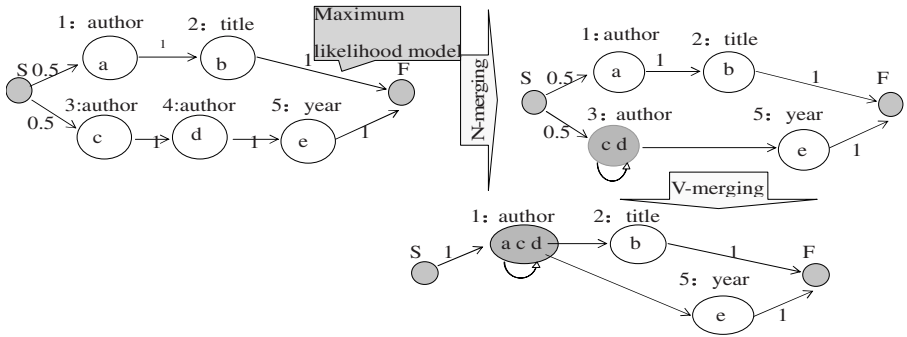 1：author
2：title
Maximum
likelihood model
1
1
S
0.5
a
b
F
3:author
4:author
5：year
0.5
c
1
d
1
e
1
N-merging
1:author
2：title
S
0.5
a
1
b
1
F
0.5
3：author
5：year
c d
e
1
V-merging
1：author
2：title
S
1
a c d
b
1
F
5：year
e
1